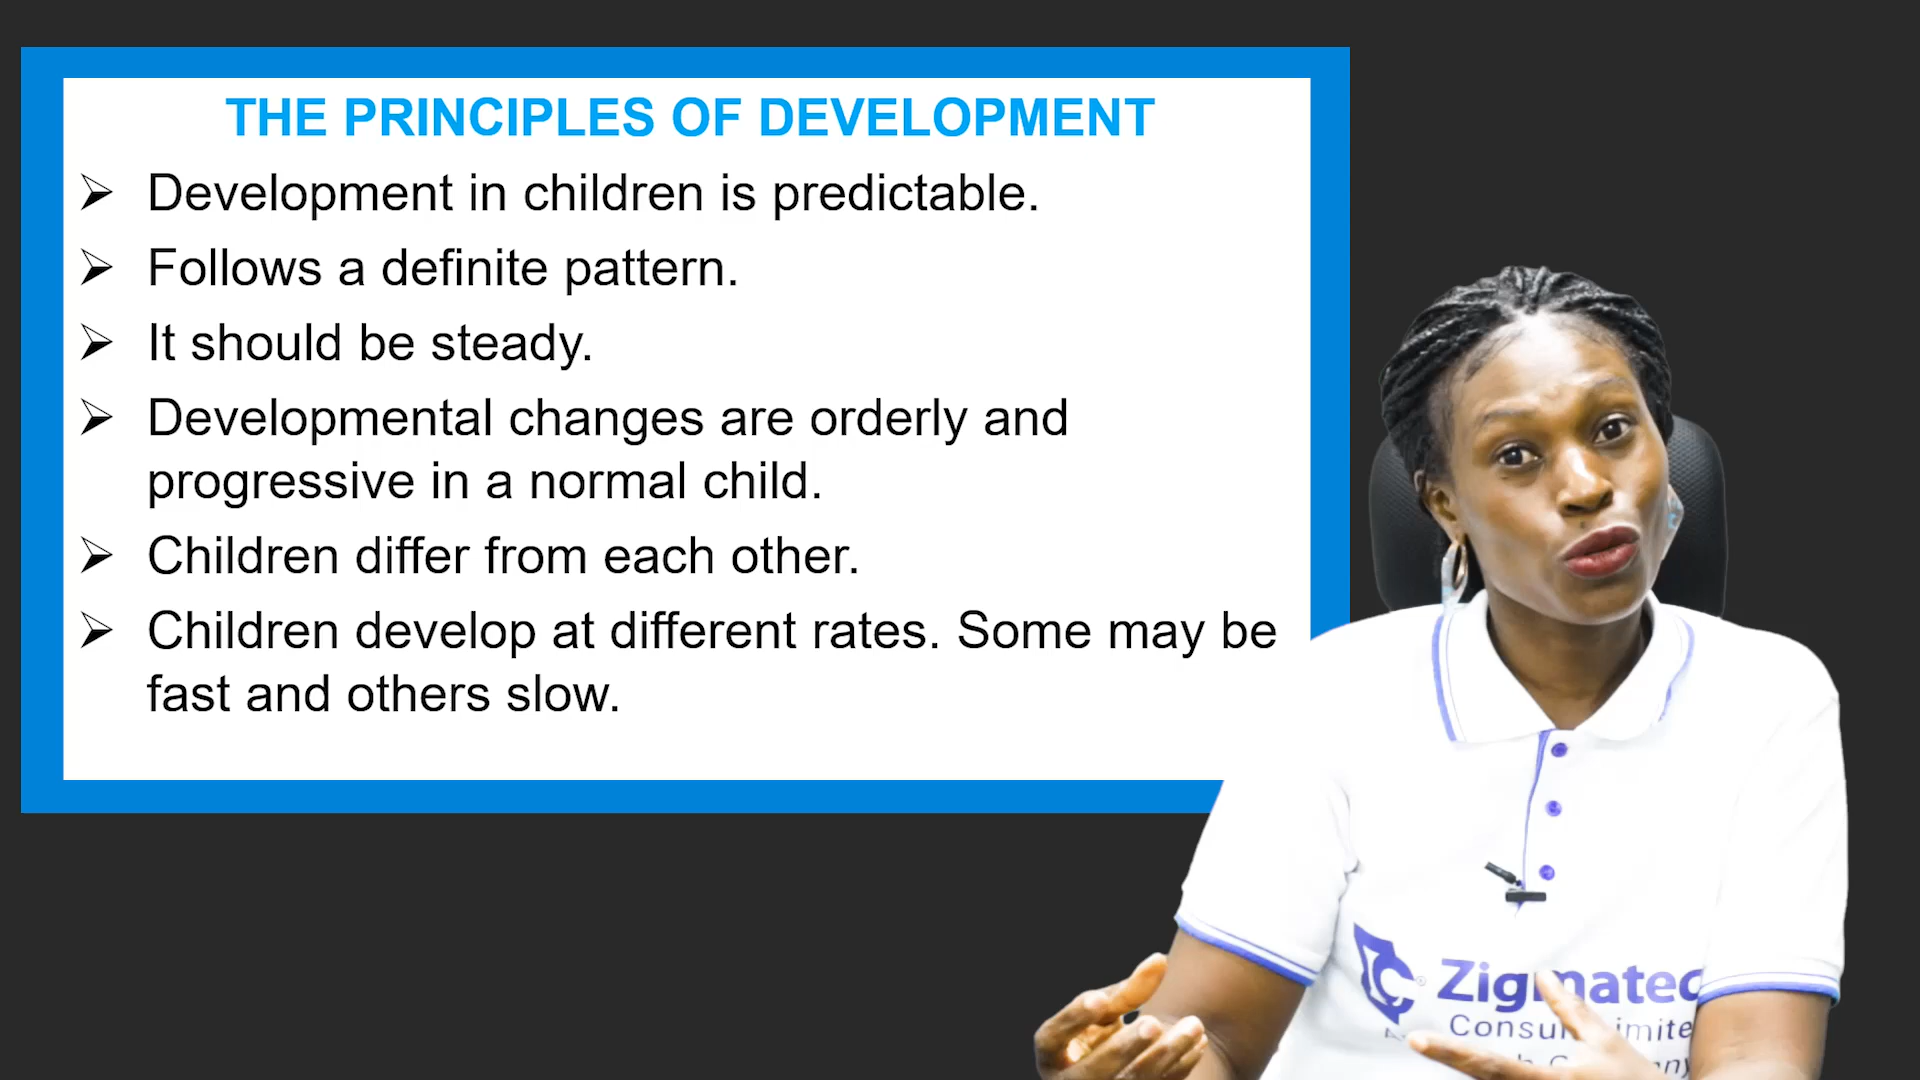 THE PRINCIPLES OF DEVELOPMENT
➢ Development in children is predictable.
➢ Follows a definite pattern.
➢ It should be steady.
➢ Developmental changes are orderly and
progressive in a normal child.
➢ Children differ from each other.
➢ Children develop at different rates. Some may be
fast and others slow.